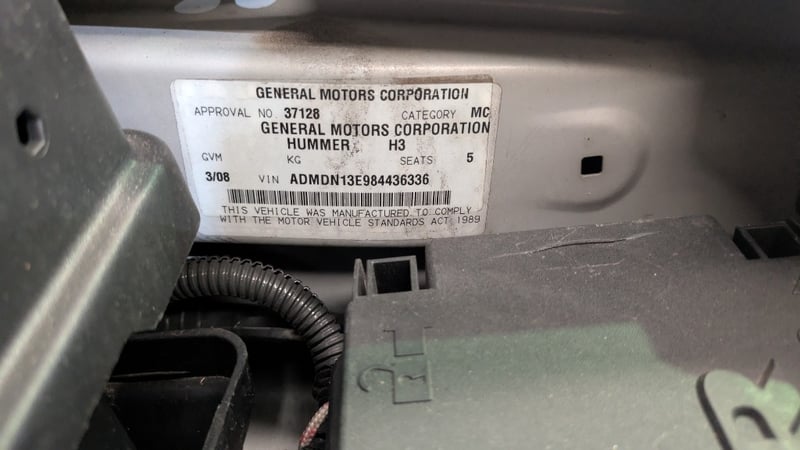 GENERAL MOTORS CORPORATION
APPROVAL NO. 37128 CATEGORY MC
GENERAL MOTORS CORPORATION
HUMMER H3
GVM KG SEATS 5
3/08 VIN ADMDN13E984436336
THIS VEHICLE WAS MANUFACTURED TO COMPLY
WITH THE MOTOR VEHICLE STANDARDS ACT 1989